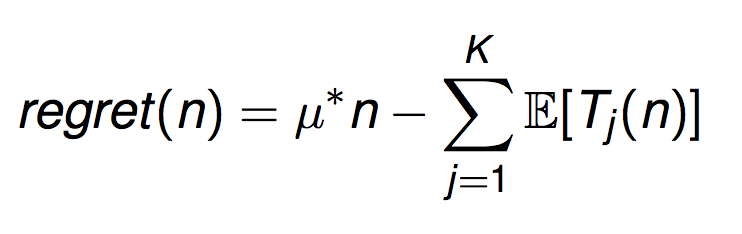 regret(n) = μ*n − ∑_{j=1}^{K} 𝔼[T_j(n)]